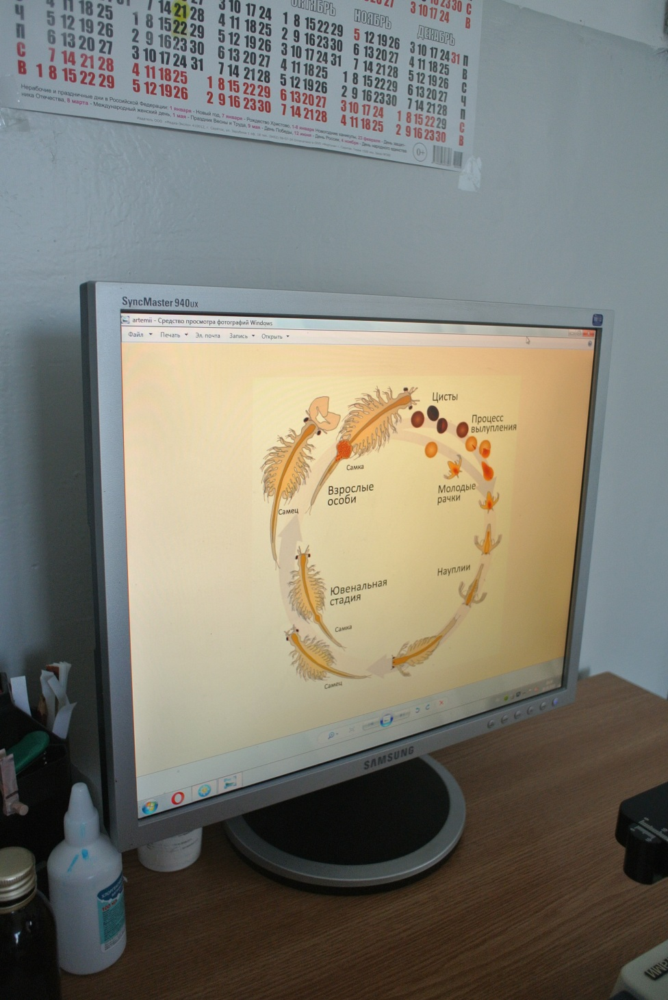 ОКТЯБРЬ
НОЯБРЬ
ДЕКАБРЬ
4 11 18 25
5 12 19 26
6 13 20 27
7 14 21 28
1 8 15 22 29
7 14 21 28
1 8 15 22 29
2 9 16 23 30
3 10 17 24 31
4 11 18 25
5 12 19 26
3 10 17 24
4 11 18 25
5 12 19 26
6 13 20 27
7 14 21 28
1 8 15 22 29
2 9 16 23 30
1 8 15 22 29
2 9 16 23 30
3 10 17 24 31
4 11 18 25
5 12 19 26
6 13 20 27
7 14 21 28
3 10 17 24
5 12 19 26
6 13 20 27
7 14 21 28
1 8 15 22 29
2 9 16 23 30
3 10 17 24
4 11 18 25
3 10 17 24 31 П
4 11 18 25 В
5 12 19 26 С
6 13 20 27 Ч
7 14 21 28 П
1 8 15 22 29 С
2 9 16 23 30 В
Ч
П
С
В
Нерабочие и праздничные дни в Российской Федерации: 1 января - Новый год, 7 января - Рождество Христово, 1-8 января Новогодние каникулы, 23 февраля - День защит-
ника Отечества, 8 марта - Международный женский день, 1 мая - Праздник Весны и Труда, 9 мая - День Победы, 12 июня - День России, 4 ноября - День народного единства.
0+
SyncMaster 940UX
artemii - Средство просмотра фотографий Windows
Файл Печать Эл. почта Запись Открыть
Цисты
Процесс
вылупления
Самка
Взрослые
особи
Молодые
рачки
Самец
Науплии
Ювенальная
стадия
Самка
Самец
SAMSUNG
100 мл